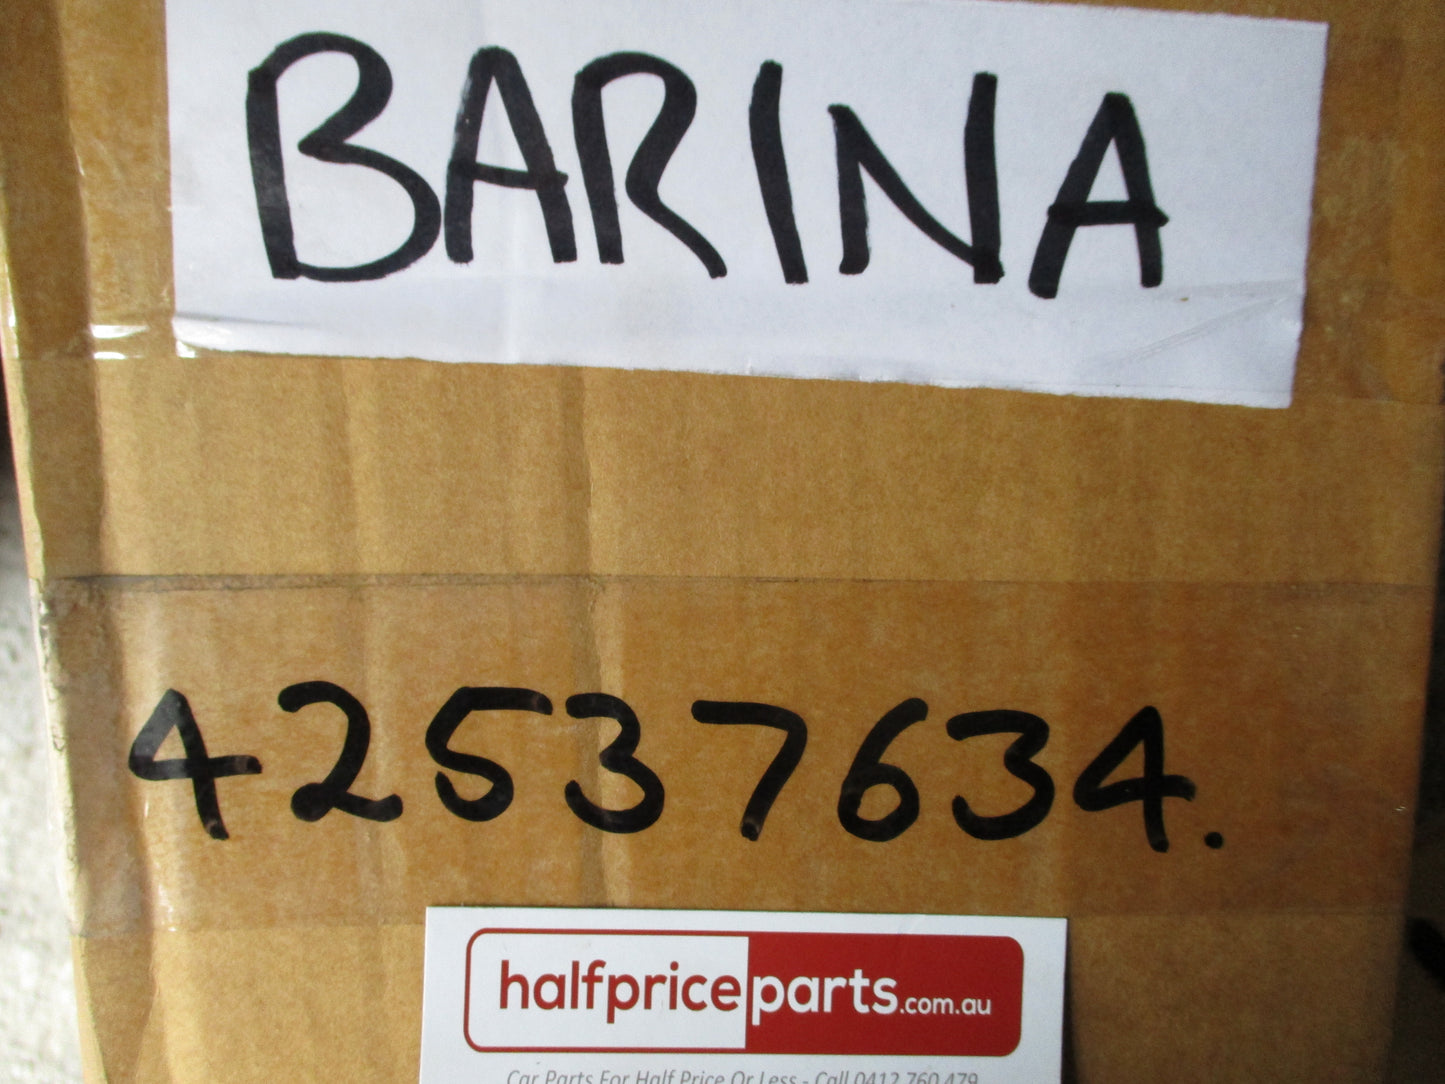 BARINA
42537634.
halfpriceparts.com.au
Car Parts For Half Price Or Less - Call 0412 760 479